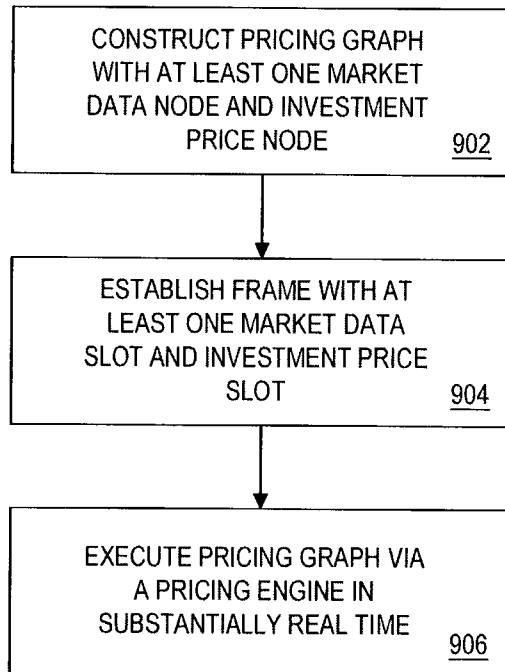 CONSTRUCT PRICING GRAPH
WITH AT LEAST ONE MARKET
DATA NODE AND INVESTMENT
PRICE NODE
902
ESTABLISH FRAME WITH AT
LEAST ONE MARKET DATA
SLOT AND INVESTMENT PRICE
SLOT
904
EXECUTE PRICING GRAPH VIA
A PRICING ENGINE IN
SUBSTANTIALLY REAL TIME
906